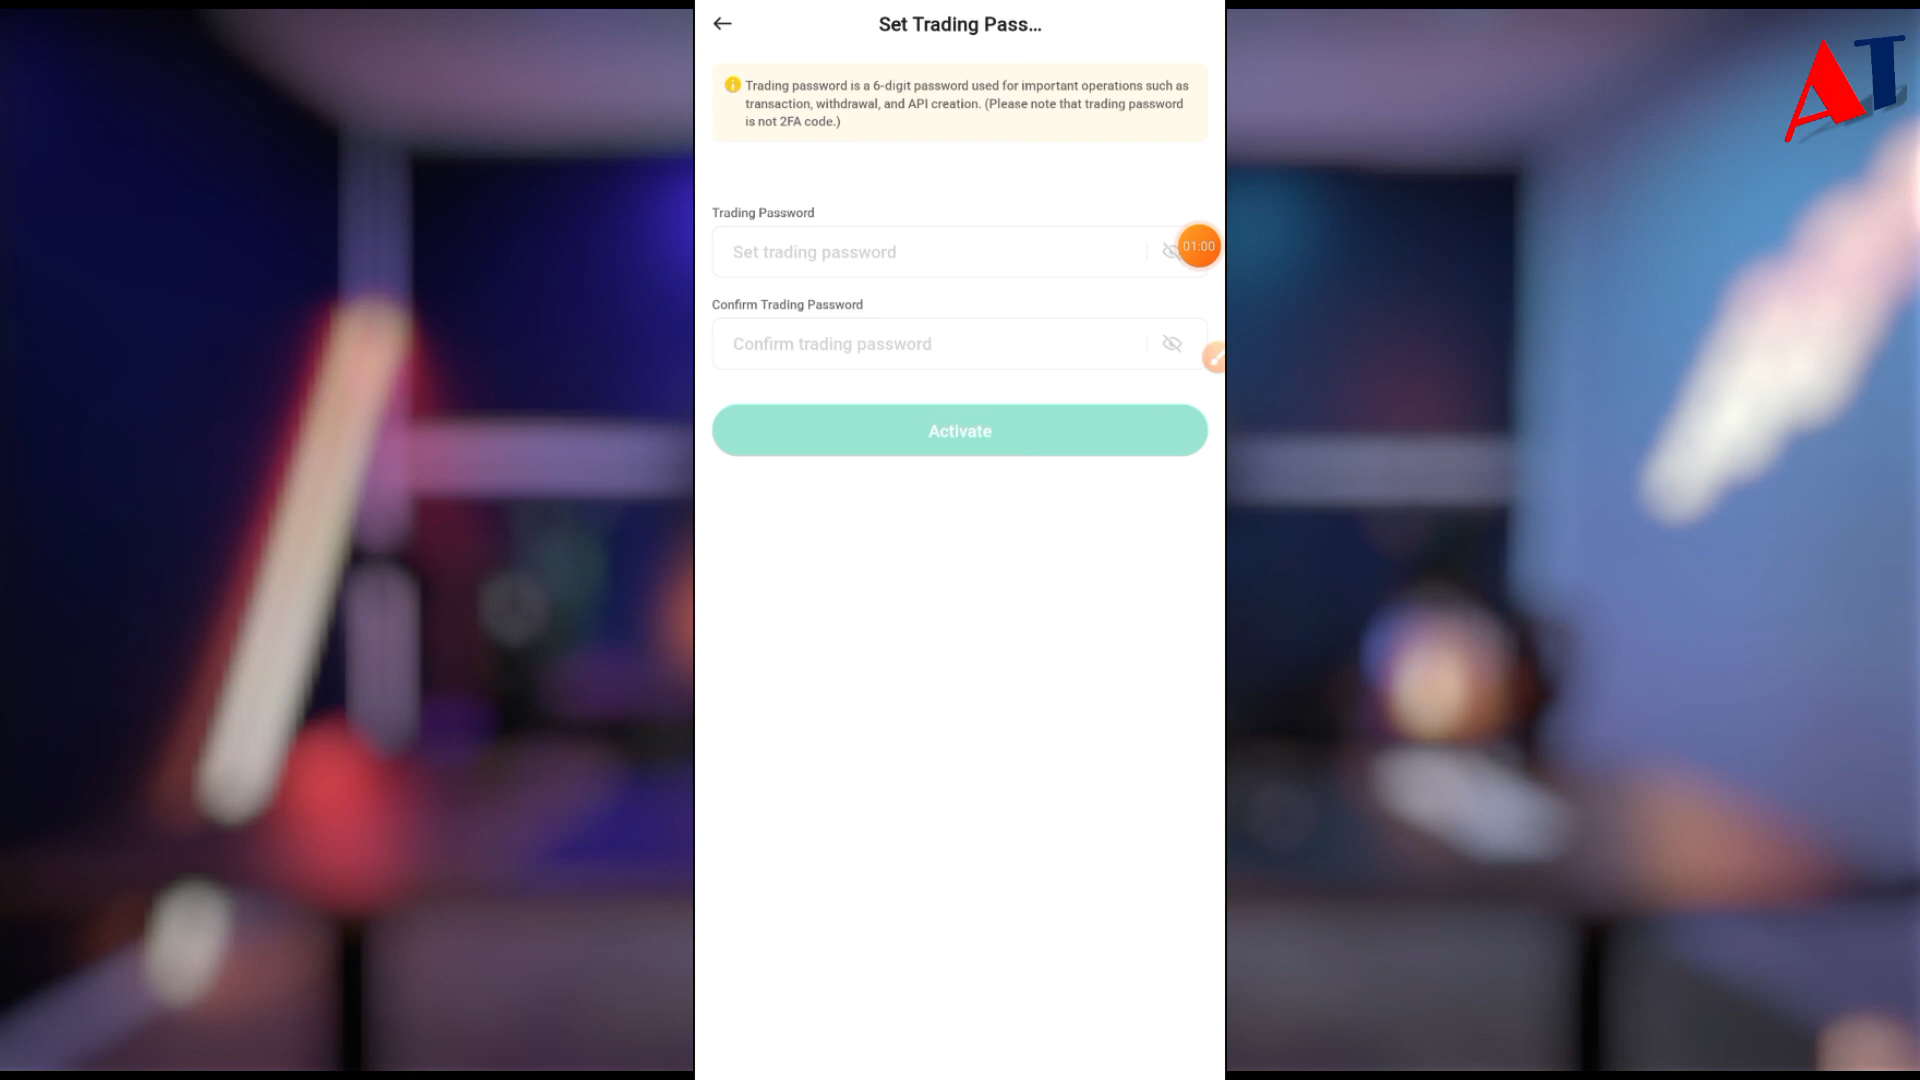 Set Trading Pass...
AT
Trading password is a 6-digit password used for important operations such as
transaction, withdrawal, and API creation. (Please note that trading password
is not 2FA code.)
Trading Password
Set trading password
01:00
Confirm Trading Password
Confirm trading password
Activate